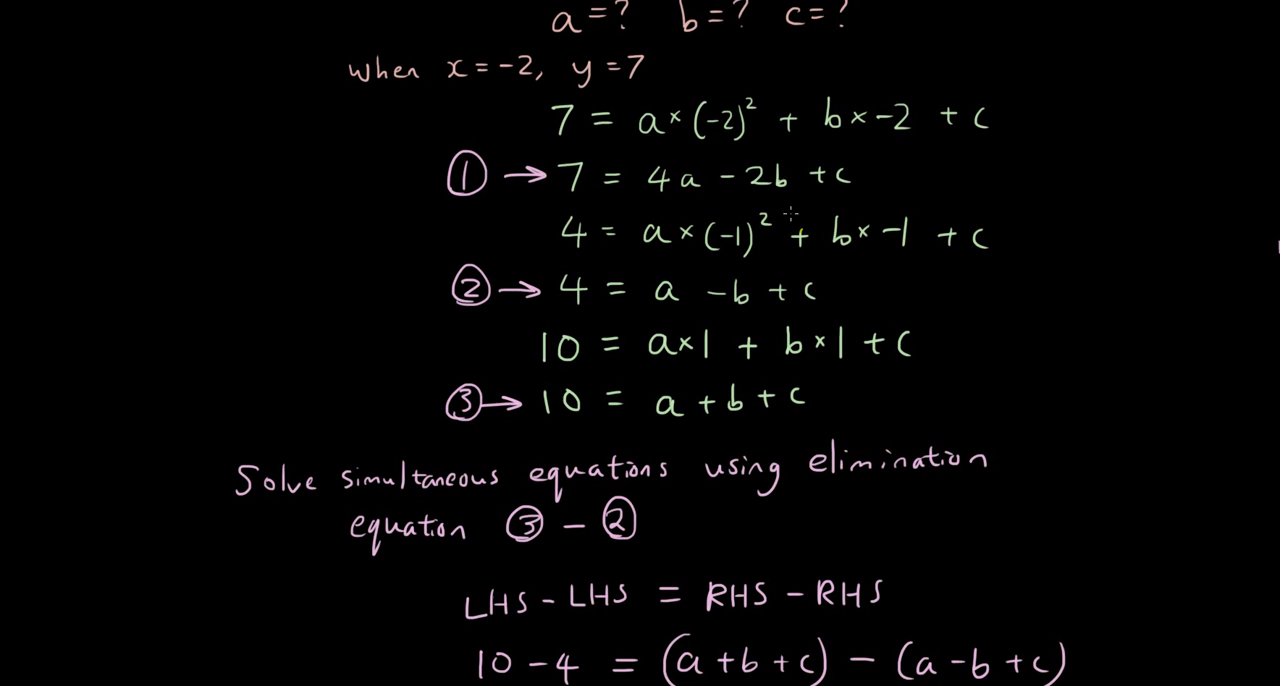 a=? b=? c=?
when x=-2, y=7
7 = a×(-2)² + b×-2 + c
① → 7 = 4a -2b +c
4 = a×(-1)² + b×-1 + c
② → 4 = a -b +c
10 = a×1 + b×1 + c
③ → 10 = a +b +c
Solve simultaneous equations using elimination
equation ③ - ②
LHS - LHS = RHS - RHS
10 - 4 = (a+b+c) - (a-b+c)